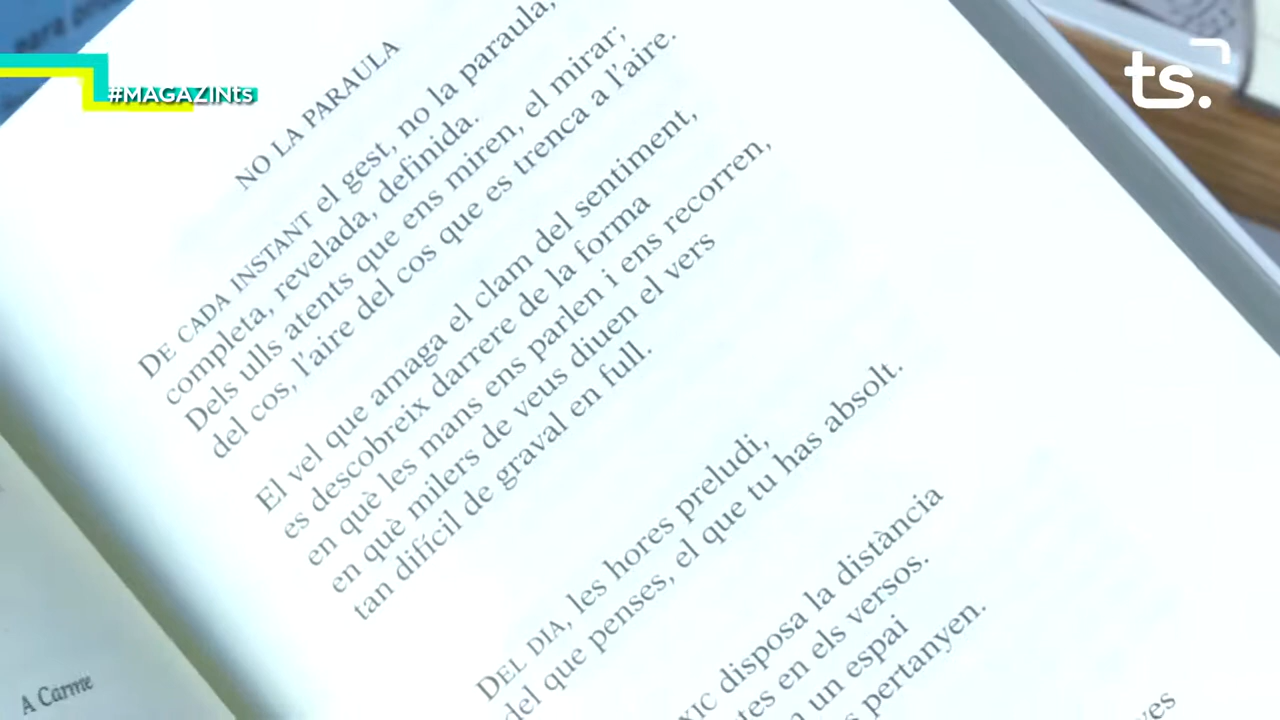 #MAGAZINts
ts.
NO LA PARAULA
DE CADA INSTANT el gest, no la paraula,
completa, revelada, definida.
Dels ulls atents que ens miren, el mirar;
del cos, l'aire del cos que es trenca a l'aire.
El vel que amaga el clam del sentiment,
es descobreix darrere de la forma
en què les mans ens parlen i ens recorren,
en què milers de veus diuen el vers
tan difícil de graval en full.
DEL DIA, les hores preludi,
del que penses, el que tu has absolt.
disposa la distància
en els versos.
un espai
pertanyen.
A Carme